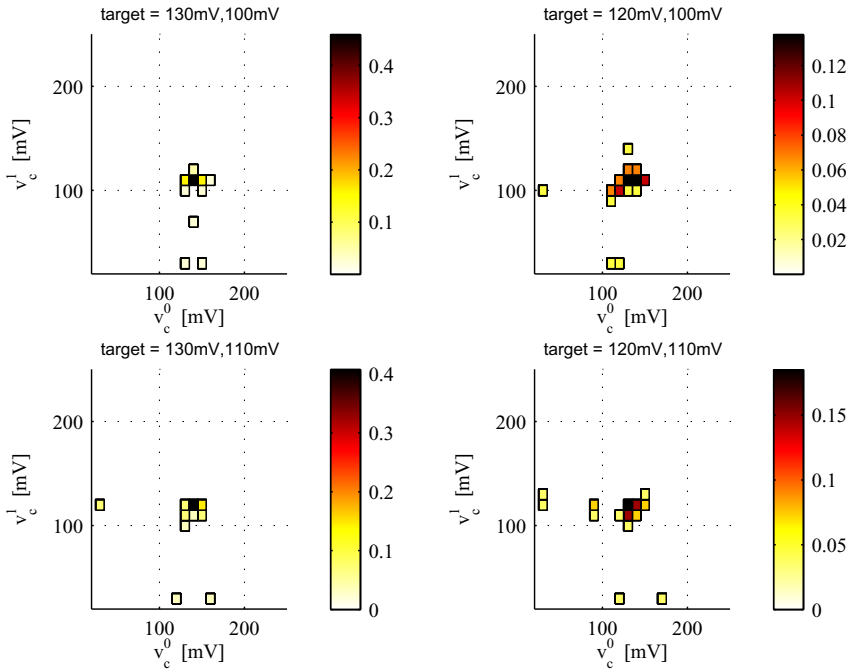 target = 130mV,100mV
200
100
v_c^1 [mV]
100 200
v_c^0 [mV]
0.4
0.3
0.2
0.1
target = 120mV,100mV
200
100
v_c^1 [mV]
100 200
v_c^0 [mV]
0.12
0.1
0.08
0.06
0.04
0.02
target = 130mV,110mV
200
100
v_c^1 [mV]
100 200
v_c^0 [mV]
0.4
0.3
0.2
0.1
0
target = 120mV,110mV
200
100
v_c^1 [mV]
100 200
v_c^0 [mV]
0.15
0.1
0.05
0